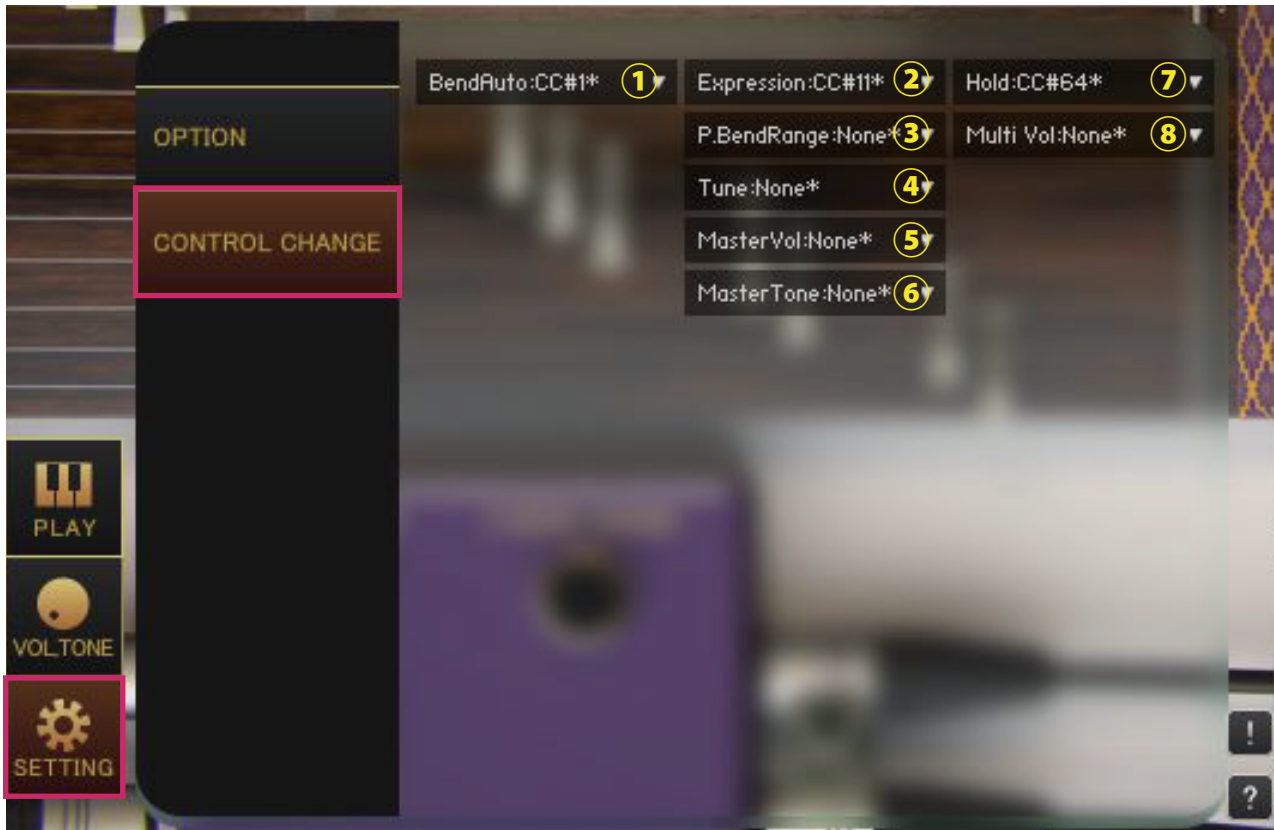 BendAuto:CC#1* ①▼
Expression:CC#11* ②▼
Hold:CC#64* ⑦▼
OPTION
P.BendRange:None* ③▼
Multi Vol:None* ⑧▼
Tune:None* ④▼
CONTROL CHANGE
MasterVol:None* ⑤▼
MasterTone:None* ⑥▼
PLAY
VOL,TONE
SETTING
!
?